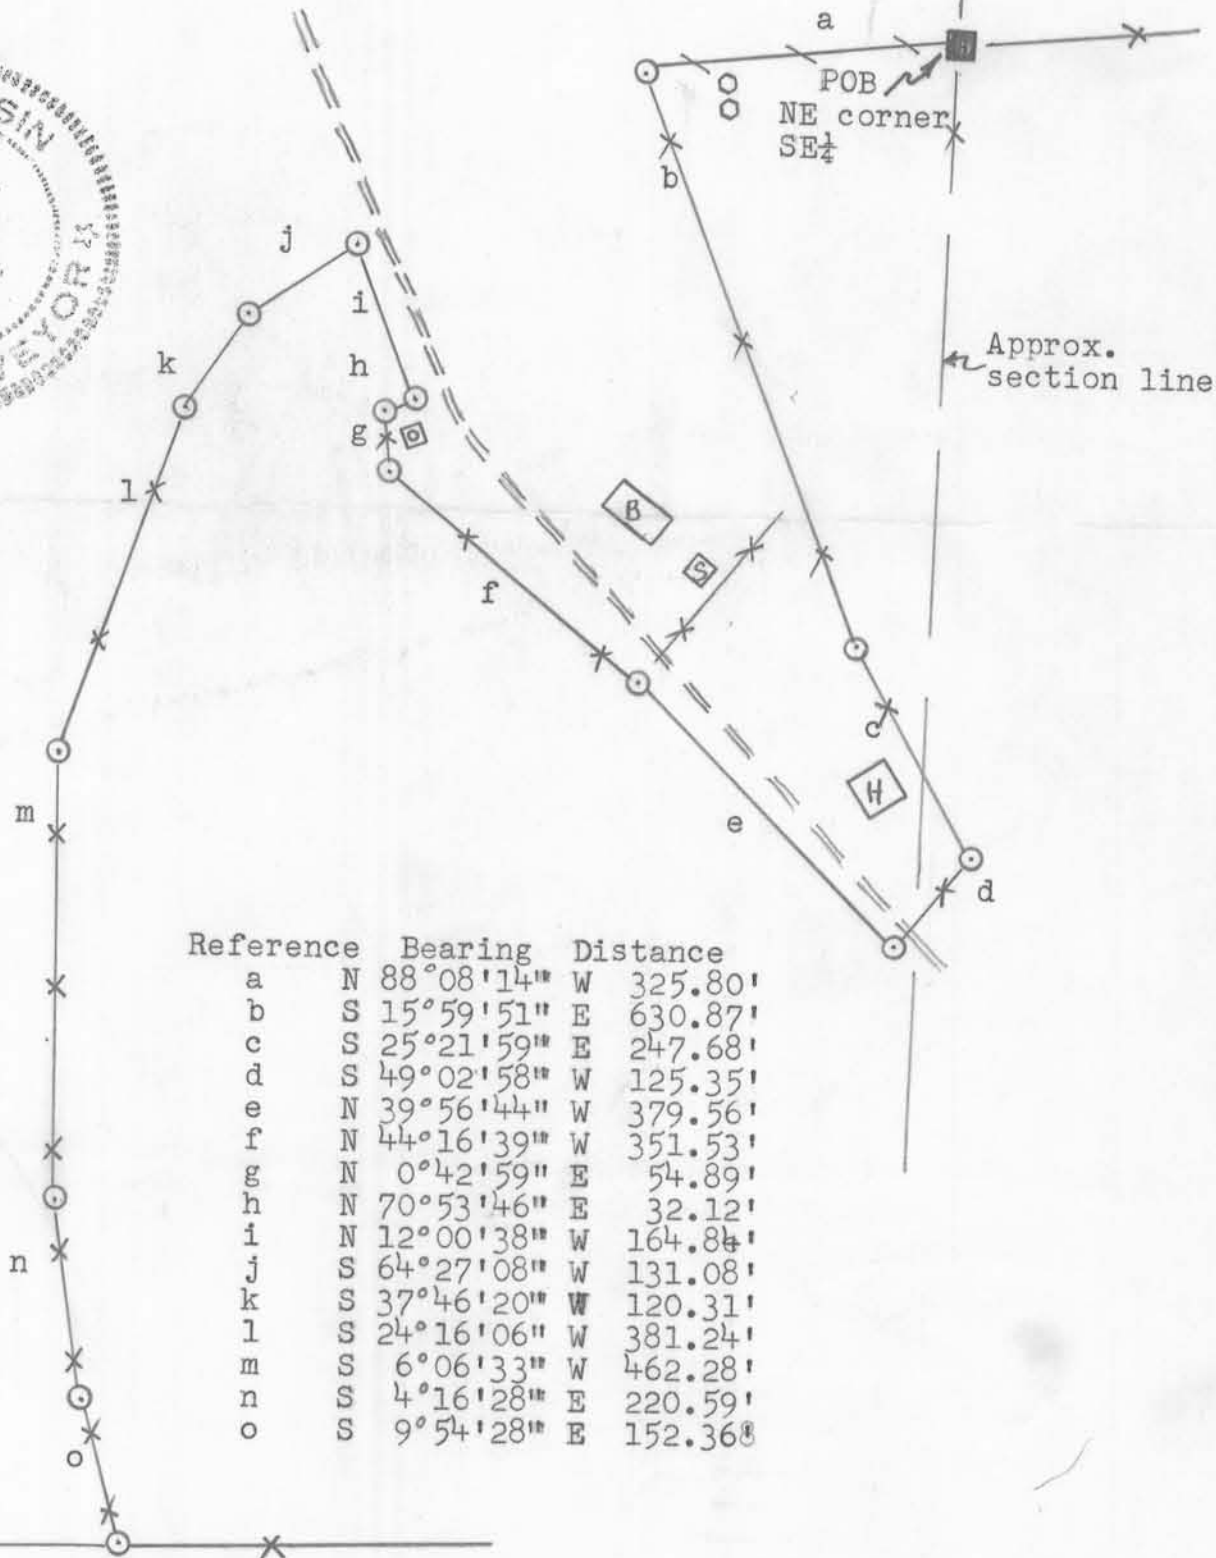 a
POB
NE corner
SE¼
SIN
b
j
EYOR
i
Approx.
section line
k
h
g
l
B
S
f
c
m
H
e
d
Reference Bearing Distance
a N 88°08'14" W 325.80'
b S 15°59'51" E 630.87'
c S 25°21'59" E 247.68'
d S 49°02'58" W 125.35'
e N 39°56'44" W 379.56'
f N 44°16'39" W 351.53'
g N 0°42'59" E 54.89'
h N 70°53'46" E 32.12'
i N 12°00'38" W 164.84'
j S 64°27'08" W 131.08'
k S 37°46'20" W 120.31'
l S 24°16'06" W 381.24'
m S 6°06'33" W 462.28'
n S 4°16'28" E 220.59'
o S 9°54'28" E 152.36'
n
o